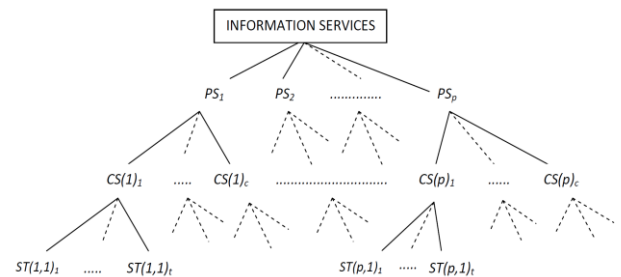 INFORMATION SERVICES
PS₁ PS₂ .............. PSₚ
CS(1)₁ ..... CS(1)c ................................ CS(p)₁ ...... CS(p)c
ST(1,1)₁ ..... ST(1,1)t ST(p,1)₁ ..... ST(p,1)t